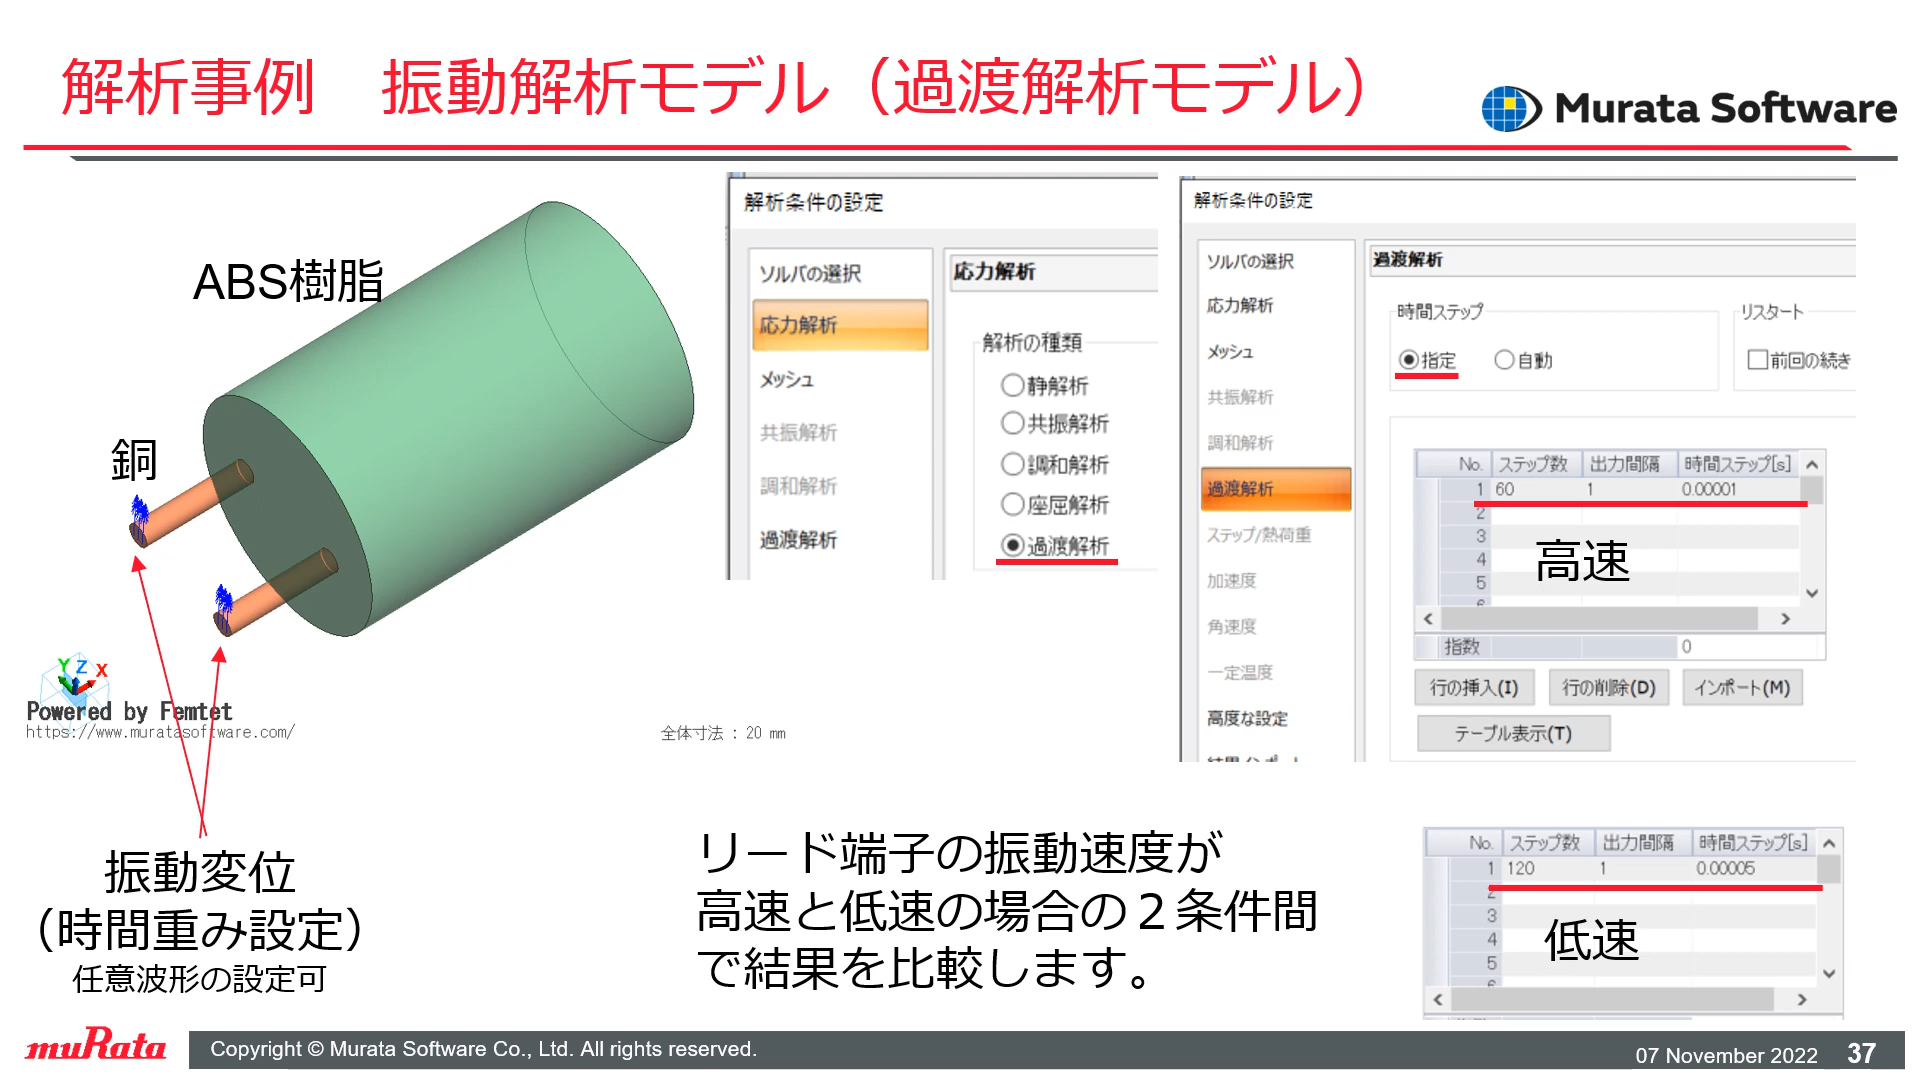 解析事例　振動解析モデル（過渡解析モデル）
Murata Software
ABS樹脂
銅
Y Z X
Powered by Femtet
https://www.muratasoftware.com/
全体寸法 : 20 mm
振動変位
（時間重み設定）
任意波形の設定可
解析条件の設定
ソルバの選択
応力解析
メッシュ
共振解析
調和解析
過渡解析
応力解析
解析の種類
静解析
共振解析
調和解析
座屈解析
過渡解析
解析条件の設定
ソルバの選択
応力解析
メッシュ
共振解析
調和解析
過渡解析
ステップ/熱荷重
加速度
角速度
一定温度
高度な設定
過渡解析
時間ステップ
指定 自動
リスタート
前回の続き
No. ステップ数 出力間隔 時間ステップ[s]
1 60 1 0.00001
2
3
4
5
高速
指数 0
行の挿入(I) 行の削除(D) インポート(M)
テーブル表示(T)
リード端子の振動速度が
高速と低速の場合の２条件間
で結果を比較します。
No. ステップ数 出力間隔 時間ステップ[s]
1 120 1 0.00005
2
3
4
5
低速
muRata
Copyright © Murata Software Co., Ltd. All rights reserved.
07 November 2022 37